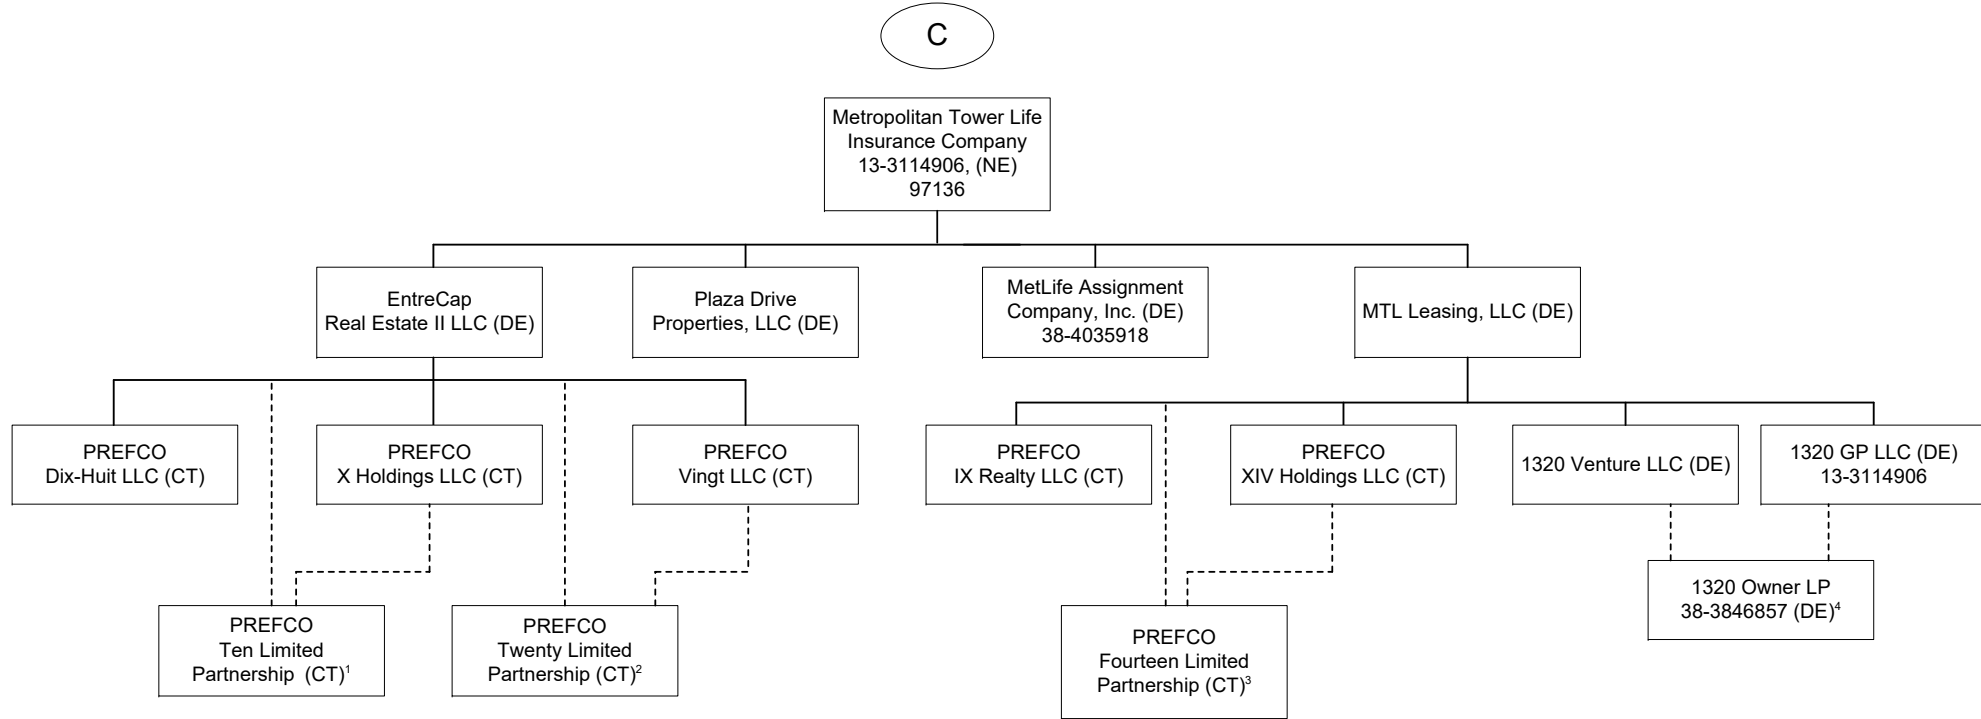 C
Metropolitan Tower Life
Insurance Company
13-3114906, (NE)
97136
EntreCap
Real Estate II LLC (DE)
Plaza Drive
Properties, LLC (DE)
MetLife Assignment
Company, Inc. (DE)
38-4035918
MTL Leasing, LLC (DE)
PREFCO
Dix-Huit LLC (CT)
PREFCO
X Holdings LLC (CT)
PREFCO
Vingt LLC (CT)
PREFCO
IX Realty LLC (CT)
PREFCO
XIV Holdings LLC (CT)
1320 Venture LLC (DE)
1320 GP LLC (DE)
13-3114906
PREFCO
Ten Limited
Partnership (CT)¹
PREFCO
Twenty Limited
Partnership (CT)²
PREFCO
Fourteen Limited
Partnership (CT)³
1320 Owner LP
38-3846857 (DE)⁴